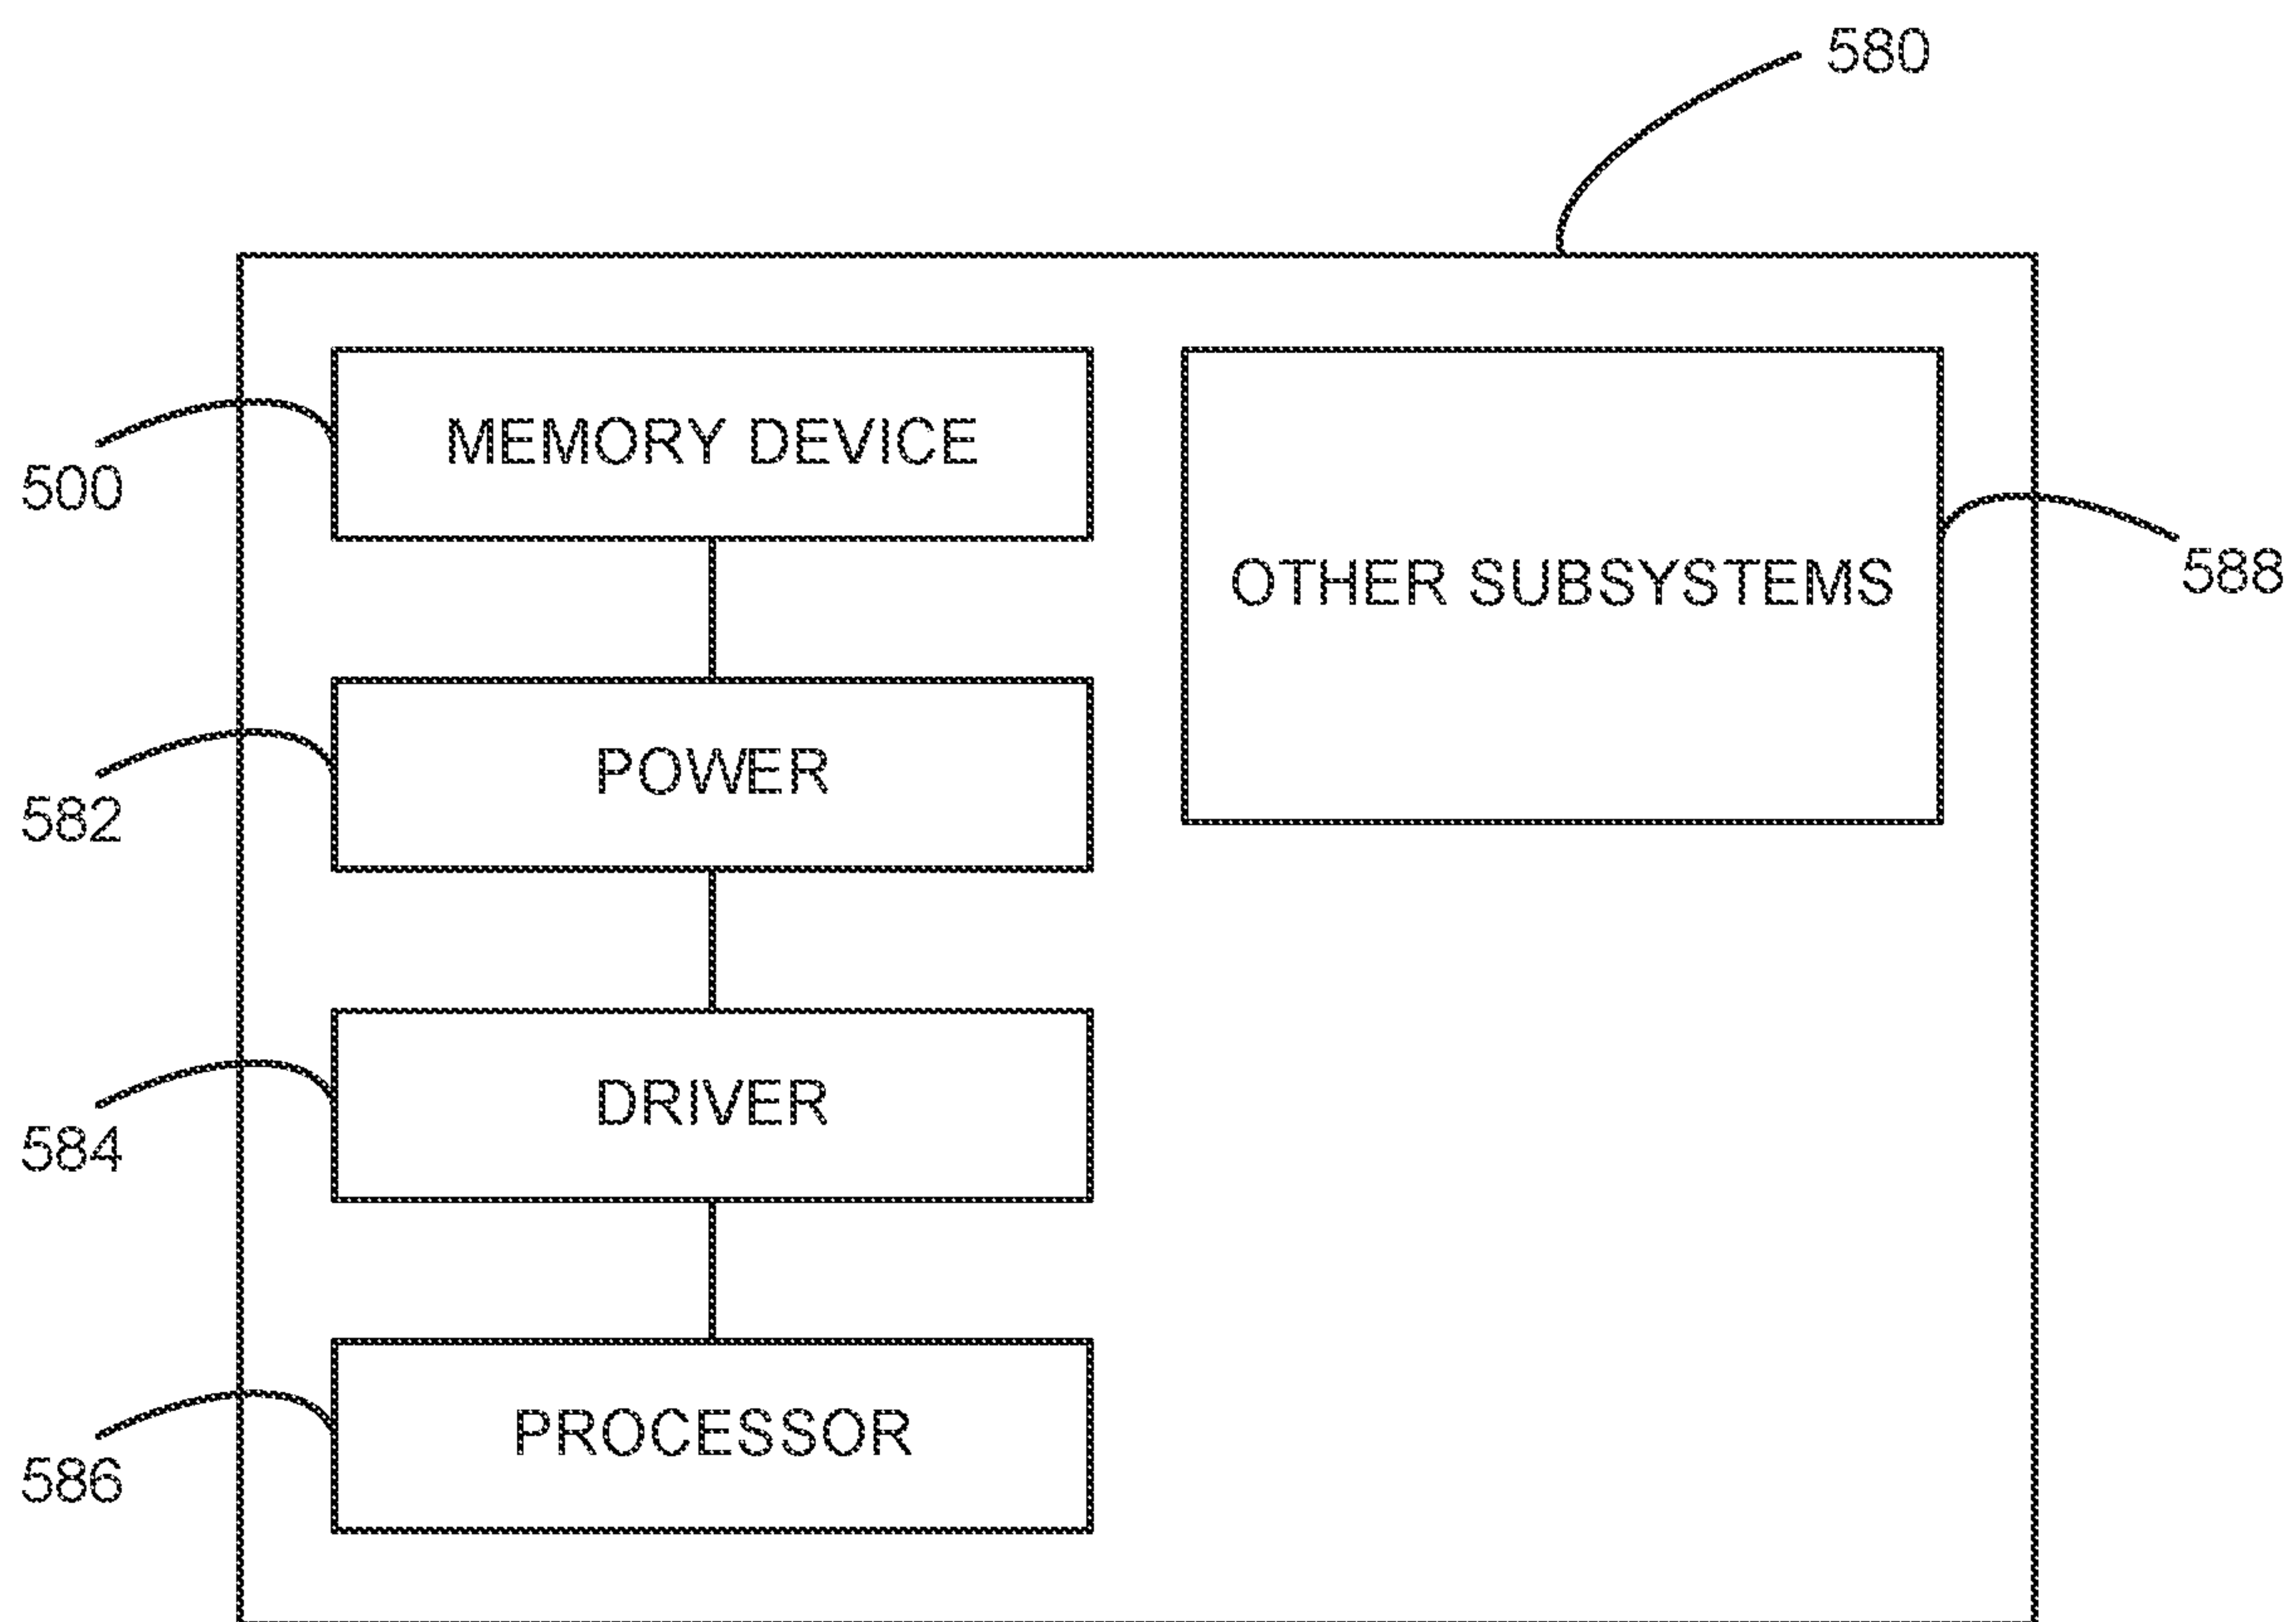 580
MEMORY DEVICE
500
OTHER SUBSYSTEMS
588
POWER
582
DRIVER
584
PROCESSOR
586